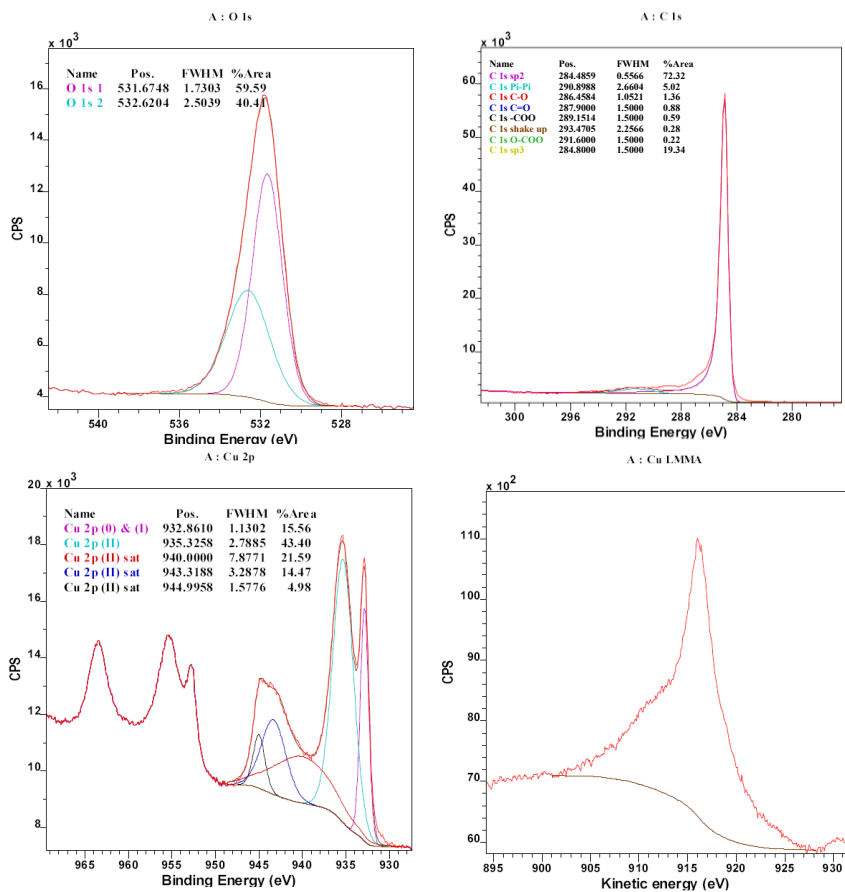 A : O 1s
x 10³
Name Pos. FWHM %Area
O 1s 1 531.6748 1.7303 59.59
O 1s 2 532.6204 2.5039 40.41
16
14
12
10
8
6
4
CPS
540 536 532 528
Binding Energy (eV)
A : C 1s
x 10³
Name Pos. FWHM %Area
C 1s sp2 284.4859 0.5566 72.32
C 1s Pi-Pi 290.8988 2.6604 5.02
C 1s C-O 286.4584 1.0521 1.36
C 1s C=O 287.9000 1.5000 0.88
C 1s -COO 289.1514 1.5000 0.59
C 1s shake up 293.4705 2.2566 0.28
C 1s O-COO 291.6000 1.5000 0.22
C 1s sp3 284.8000 1.5000 19.34
60
50
40
30
20
10
CPS
300 296 292 288 284 280
Binding Energy (eV)
A : Cu 2p
20 x 10³
Name Pos. FWHM %Area
Cu 2p (0) & (I) 932.8610 1.1302 15.56
Cu 2p (II) 935.3258 2.7885 43.40
Cu 2p (II) sat 940.0000 7.8771 21.59
Cu 2p (II) sat 943.3188 3.2878 14.47
Cu 2p (II) sat 944.9958 1.5776 4.98
18
16
14
12
10
8
CPS
965 960 955 950 945 940 935 930
Binding Energy (eV)
A : Cu LMMA
x 10²
110
100
90
80
70
60
CPS
895 900 905 910 915 920 925 930
Kinetic energy (eV)